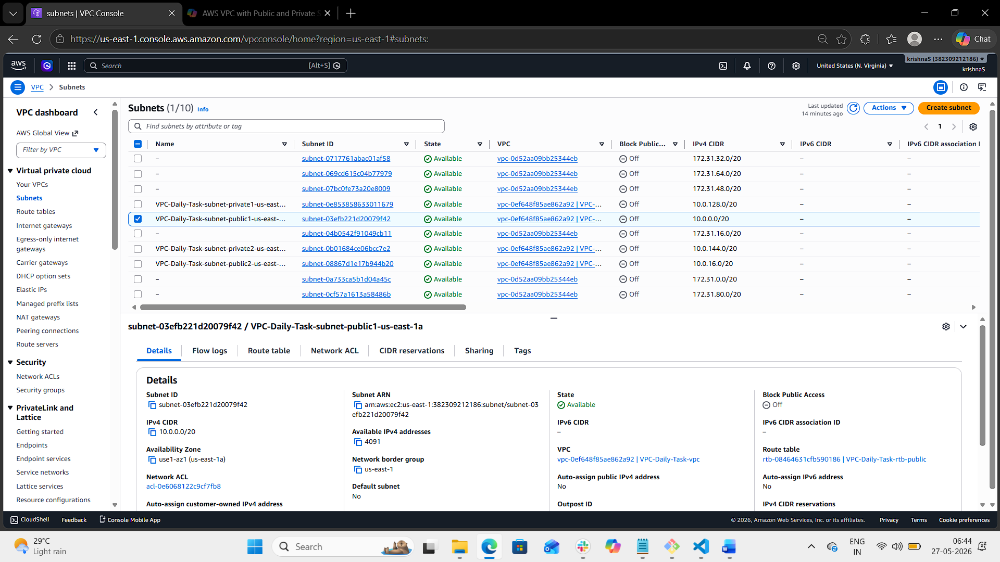 subnets | VPC Console
AWS VPC with Public and Private S
https://us-east-1.console.aws.amazon.com/vpcconsole/home?region=us-east-1#subnets:
Chat
aws
Search [Alt+S]
United States (N. Virginia)
krishnaS (382309212186)
krishnaS
VPC > Subnets
VPC dashboard
AWS Global View
Filter by VPC
Virtual private cloud
Your VPCs
Subnets
Route tables
Internet gateways
Egress-only internet
gateways
Carrier gateways
DHCP option sets
Elastic IPs
Managed prefix lists
NAT gateways
Peering connections
Route servers
Security
Network ACLs
Security groups
PrivateLink and
Lattice
Getting started
Endpoints
Endpoint services
Service networks
Lattice services
Resource configurations
Subnets (1/10) Info
Last updated
14 minutes ago
Actions
Create subnet
Find subnets by attribute or tag
1
Name Subnet ID State VPC Block Public... IPv4 CIDR IPv6 CIDR IPv6 CIDR association I
– subnet-0717761abac01af58 Available vpc-0d52aa09bb25344eb Off 172.31.32.0/20 – –
– subnet-069cd615c04b77979 Available vpc-0d52aa09bb25344eb Off 172.31.64.0/20 – –
– subnet-07bc0fe73a20e8009 Available vpc-0d52aa09bb25344eb Off 172.31.48.0/20 – –
VPC-Daily-Task-subnet-private1-us-east... subnet-0e853858633011679 Available vpc-0ef648f85ae862a92 | VPC-... Off 10.0.128.0/20 – –
VPC-Daily-Task-subnet-public1-us-east-... subnet-03efb221d20079f42 Available vpc-0ef648f85ae862a92 | VPC-... Off 10.0.0.0/20 – –
– subnet-04b0542f91049cb11 Available vpc-0d52aa09bb25344eb Off 172.31.16.0/20 – –
VPC-Daily-Task-subnet-private2-us-east... subnet-0b01684ce06bcc7e2 Available vpc-0ef648f85ae862a92 | VPC-... Off 10.0.144.0/20 – –
VPC-Daily-Task-subnet-public2-us-east-... subnet-08867d1e17b944b20 Available vpc-0ef648f85ae862a92 | VPC-... Off 10.0.16.0/20 – –
– subnet-0a733ca5b1d04a45c Available vpc-0d52aa09bb25344eb Off 172.31.0.0/20 – –
– subnet-0cf57a1613a58486b Available vpc-0d52aa09bb25344eb Off 172.31.80.0/20 – –
subnet-03efb221d20079f42 / VPC-Daily-Task-subnet-public1-us-east-1a
Details Flow logs Route table Network ACL CIDR reservations Sharing Tags
Details
Subnet ID
subnet-03efb221d20079f42
IPv4 CIDR
10.0.0.0/20
Availability Zone
use1-az1 (us-east-1a)
Network ACL
acl-0e6068122c9cf7fb8
Auto-assign customer-owned IPv4 address
Subnet ARN
arn:aws:ec2:us-east-1:382309212186:subnet/subnet-03
efb221d20079f42
Available IPv4 addresses
4091
Network border group
us-east-1
Default subnet
No
State
Available
IPv6 CIDR
–
VPC
vpc-0ef648f85ae862a92 | VPC-Daily-Task-vpc
Auto-assign public IPv4 address
No
Outpost ID
Block Public Access
Off
IPv6 CIDR association ID
–
Route table
rtb-08464631cfb590186 | VPC-Daily-Task-rtb-public
Auto-assign IPv6 address
No
IPv4 CIDR reservations
CloudShell Feedback Console Mobile App
© 2026, Amazon Web Services, Inc. or its affiliates. Privacy Terms Cookie preferences
29°C
Light rain
Search
ENG
IN
06:44
27-05-2026